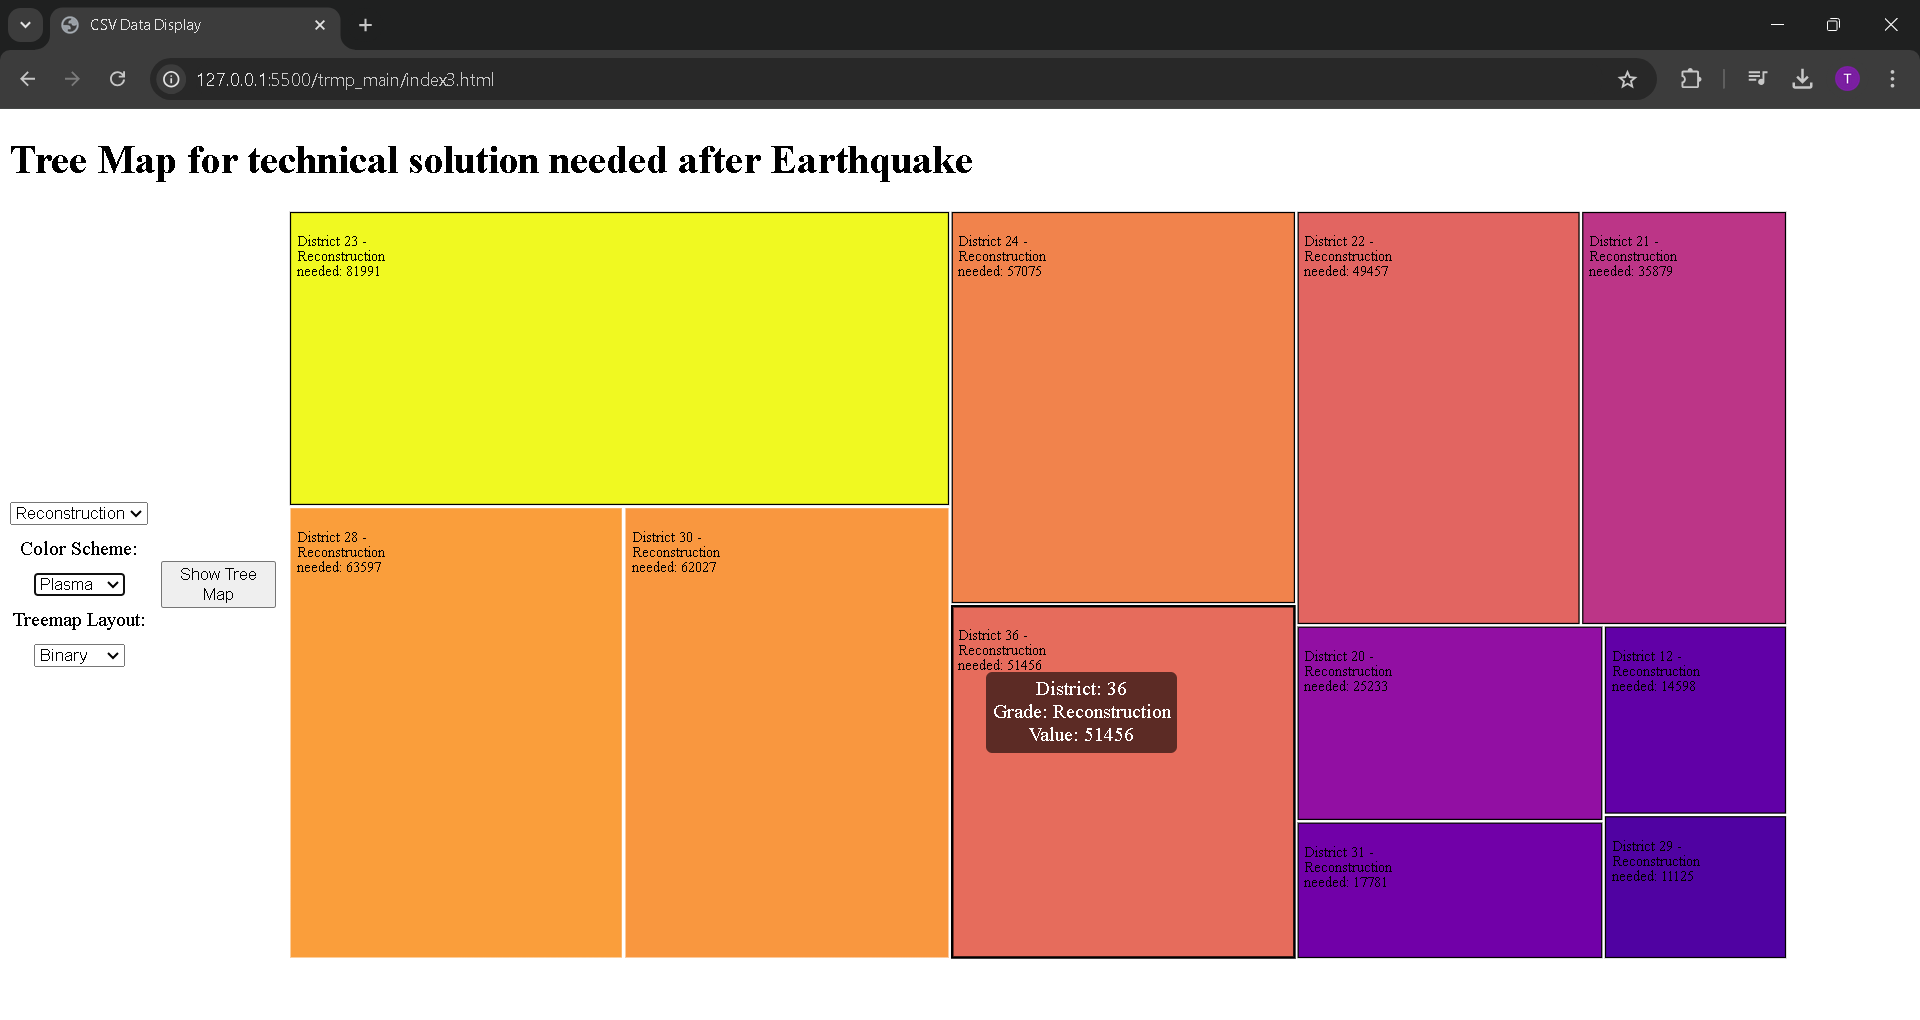 CSV Data Display
127.0.0.1:5500/trmp_main/index3.html
T
Tree Map for technical solution needed after Earthquake
Reconstruction
Color Scheme:
Plasma
Treemap Layout:
Binary
Show Tree
Map
District 23 -
Reconstruction
needed: 81991
District 28 -
Reconstruction
needed: 63597
District 30 -
Reconstruction
needed: 62027
District 24 -
Reconstruction
needed: 57075
District 36 -
Reconstruction
needed: 51456
District: 36
Grade: Reconstruction
Value: 51456
District 22 -
Reconstruction
needed: 49457
District 21 -
Reconstruction
needed: 35879
District 20 -
Reconstruction
needed: 25233
District 31 -
Reconstruction
needed: 17781
District 12 -
Reconstruction
needed: 14598
District 29 -
Reconstruction
needed: 11125